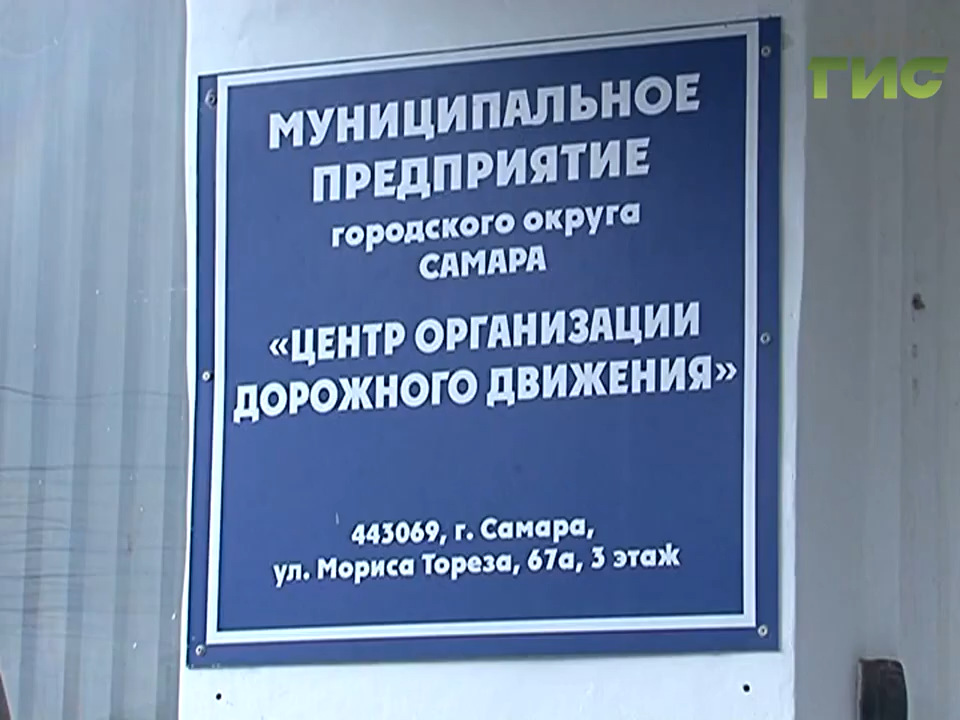 ГИС
МУНИЦИПАЛЬНОЕ
ПРЕДПРИЯТИЕ
городского округа
САМАРА
«ЦЕНТР ОРГАНИЗАЦИИ
ДОРОЖНОГО ДВИЖЕНИЯ»
443069, г. Самара,
ул. Мориса Тореза, 67а, 3 этаж